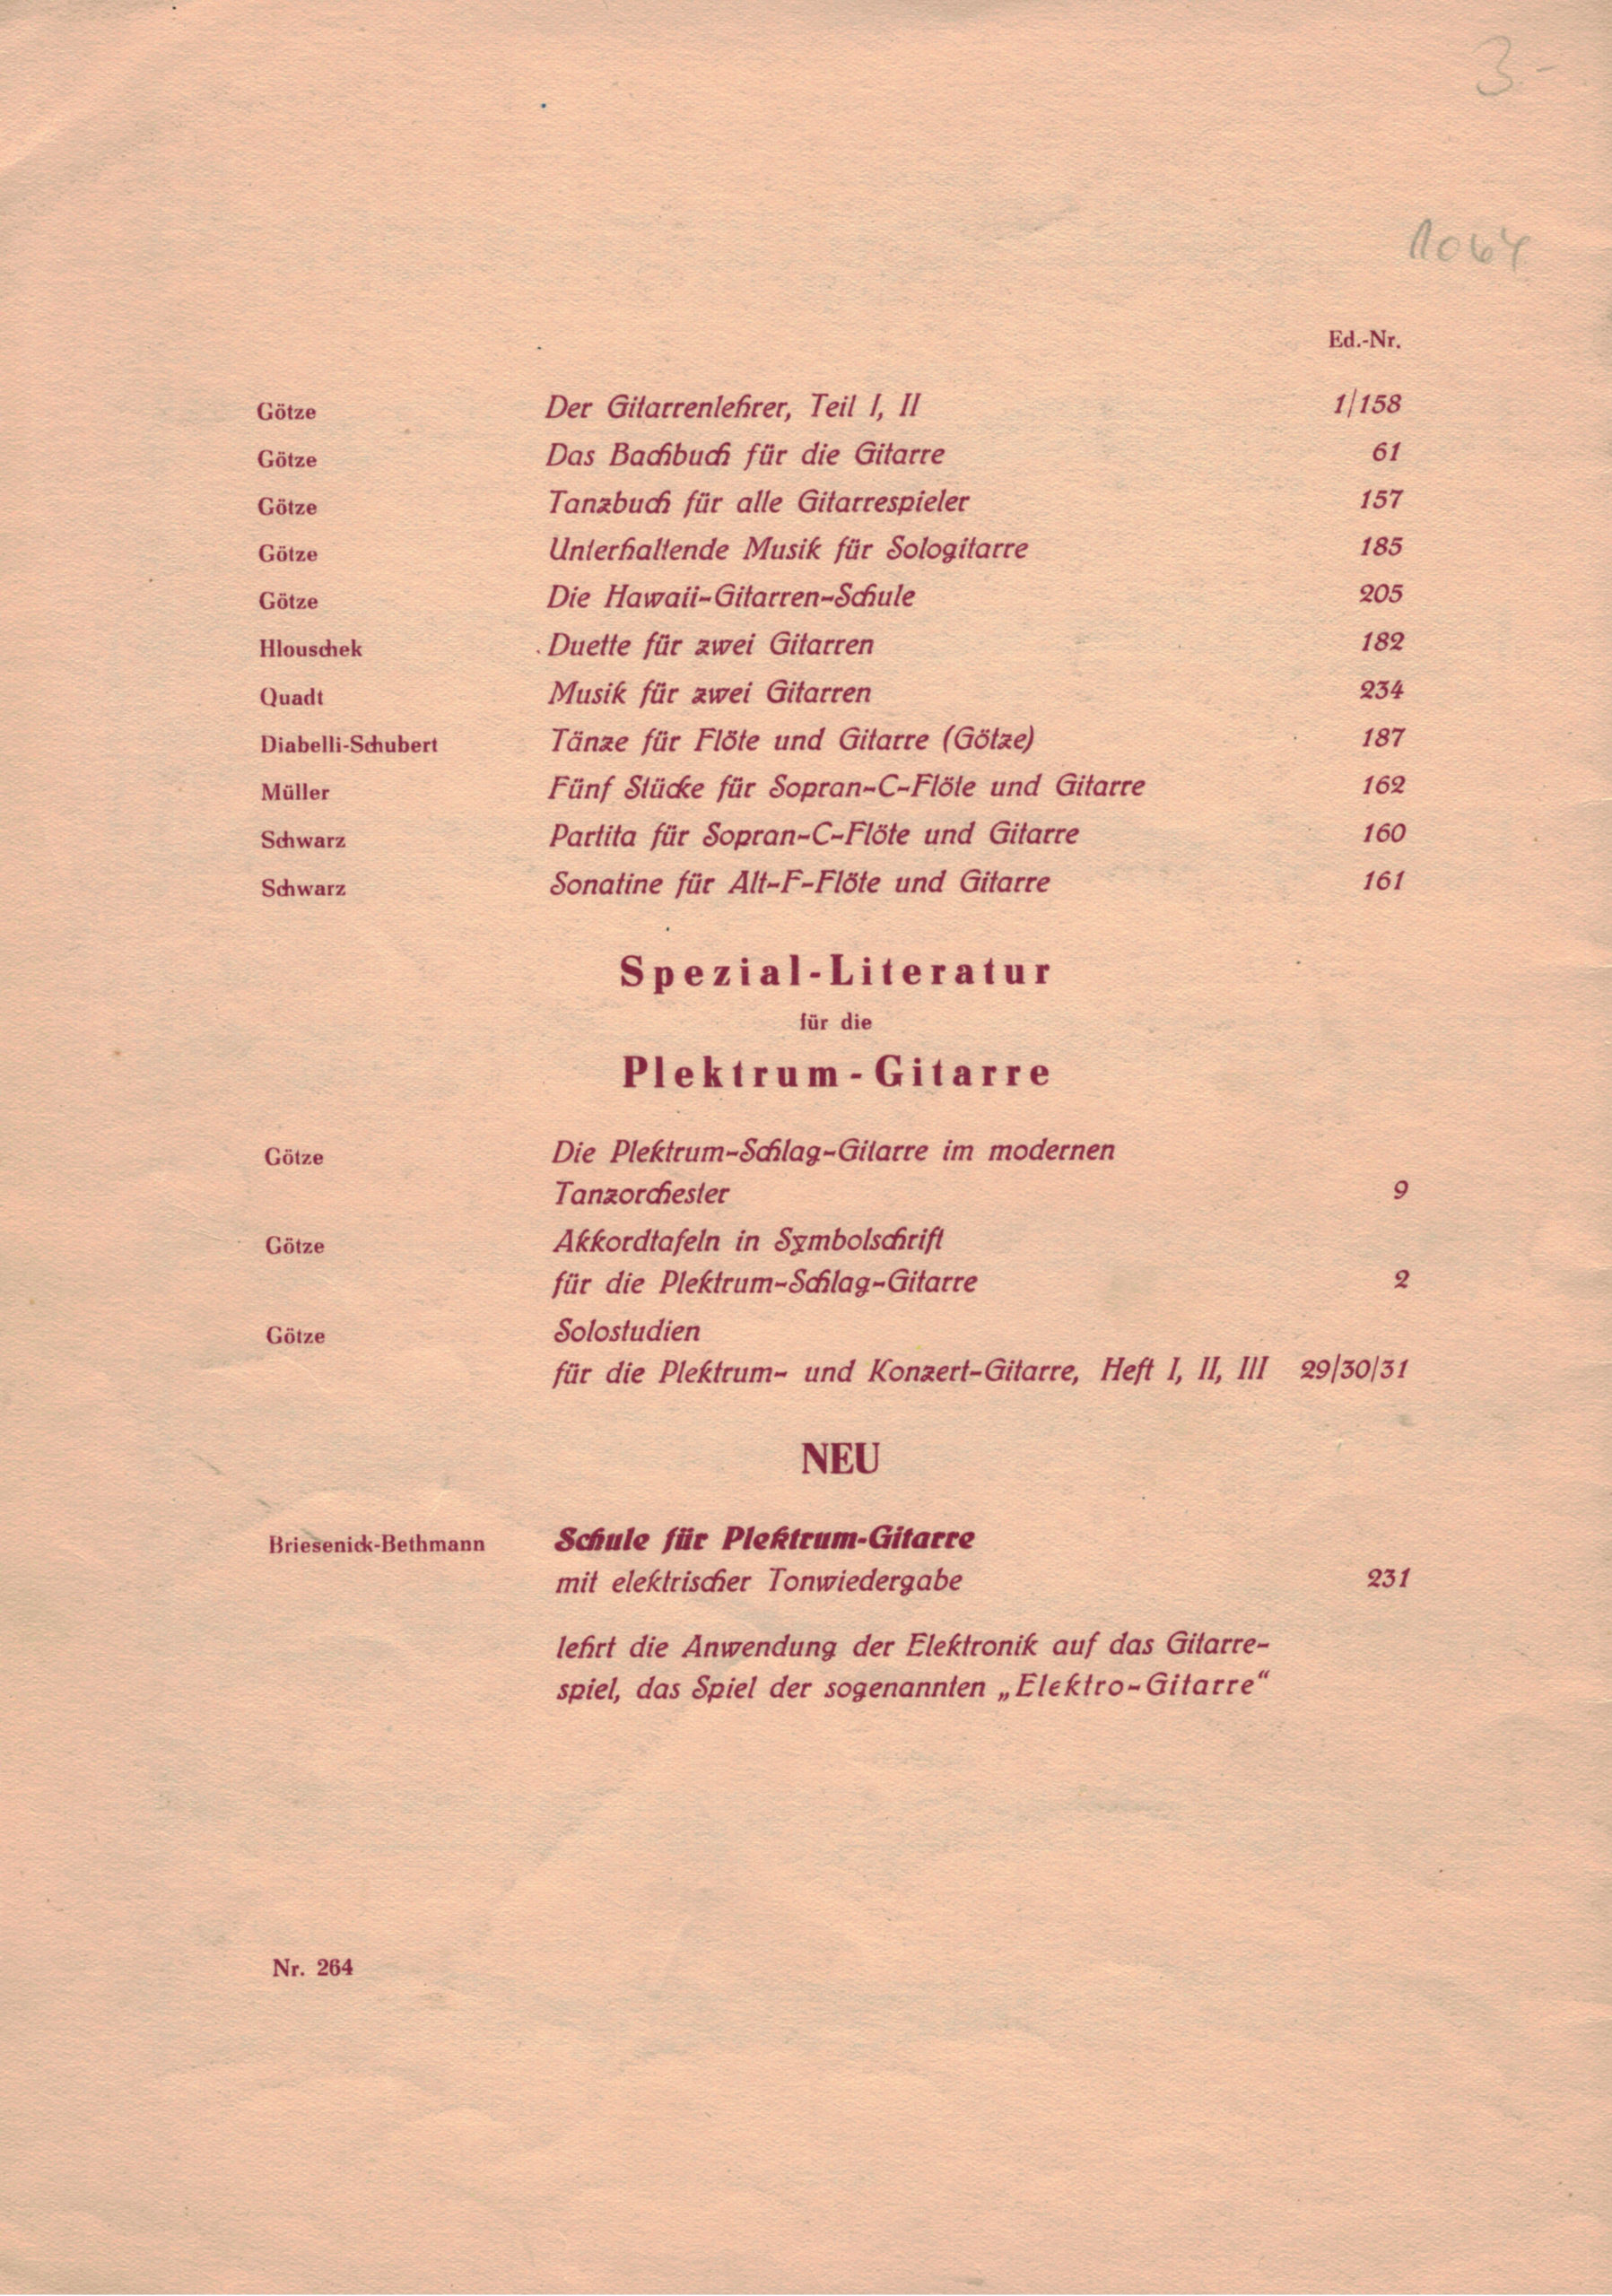 3.-
1064
Ed.-Nr.
Götze Der Gitarrenlehrer, Teil I, II 1/158
Götze Das Bachbuch für die Gitarre 61
Götze Tanzbuch für alle Gitarrespieler 157
Götze Unterhaltende Musik für Sologitarre 185
Götze Die Hawaii-Gitarren-Schule 205
Hlouschek Duette für zwei Gitarren 182
Quadt Musik für zwei Gitarren 234
Diabelli-Schubert Tänze für Flöte und Gitarre (Götze) 187
Müller Fünf Stücke für Sopran-C-Flöte und Gitarre 162
Schwarz Partita für Sopran-C-Flöte und Gitarre 160
Schwarz Sonatine für Alt-F-Flöte und Gitarre 161
Spezial-Literatur
für die
Plektrum-Gitarre
Götze Die Plektrum-Schlag-Gitarre im modernen
Tanzorchester 9
Götze Akkordtafeln in Symbolschrift
für die Plektrum-Schlag-Gitarre 2
Götze Solostudien
für die Plektrum- und Konzert-Gitarre, Heft I, II, III 29/30/31
NEU
Briesenick-Bethmann Schule für Plektrum-Gitarre
mit elektrischer Tonwiedergabe 231
lehrt die Anwendung der Elektronik auf das Gitarre-
spiel, das Spiel der sogenannten „Elektro-Gitarre“
Nr. 264